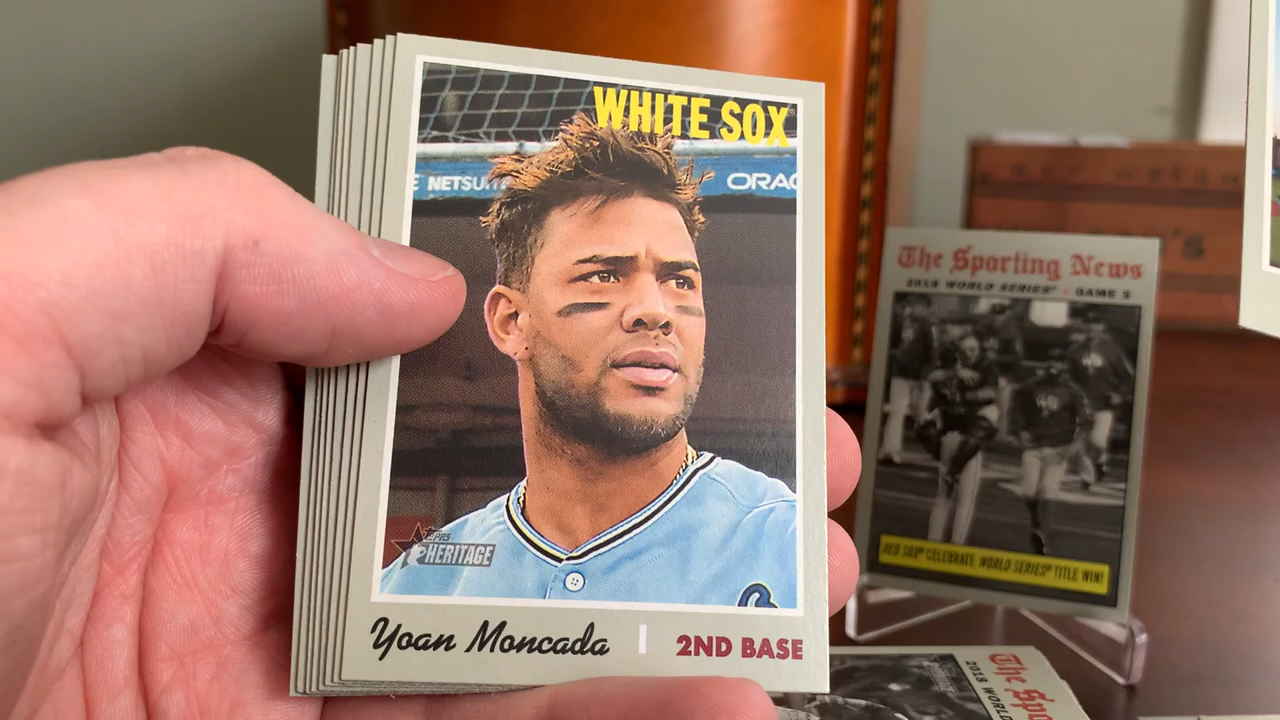 WHITE SOX
NETSUITE
ORAC
TOPPS
HERITAGE
Yoan Moncada | 2ND BASE
The Sporting News
2018 WORLD SERIES • GAME 5
RED SOX CELEBRATE WORLD SERIES TITLE WIN!
The Spo
2018 WORL